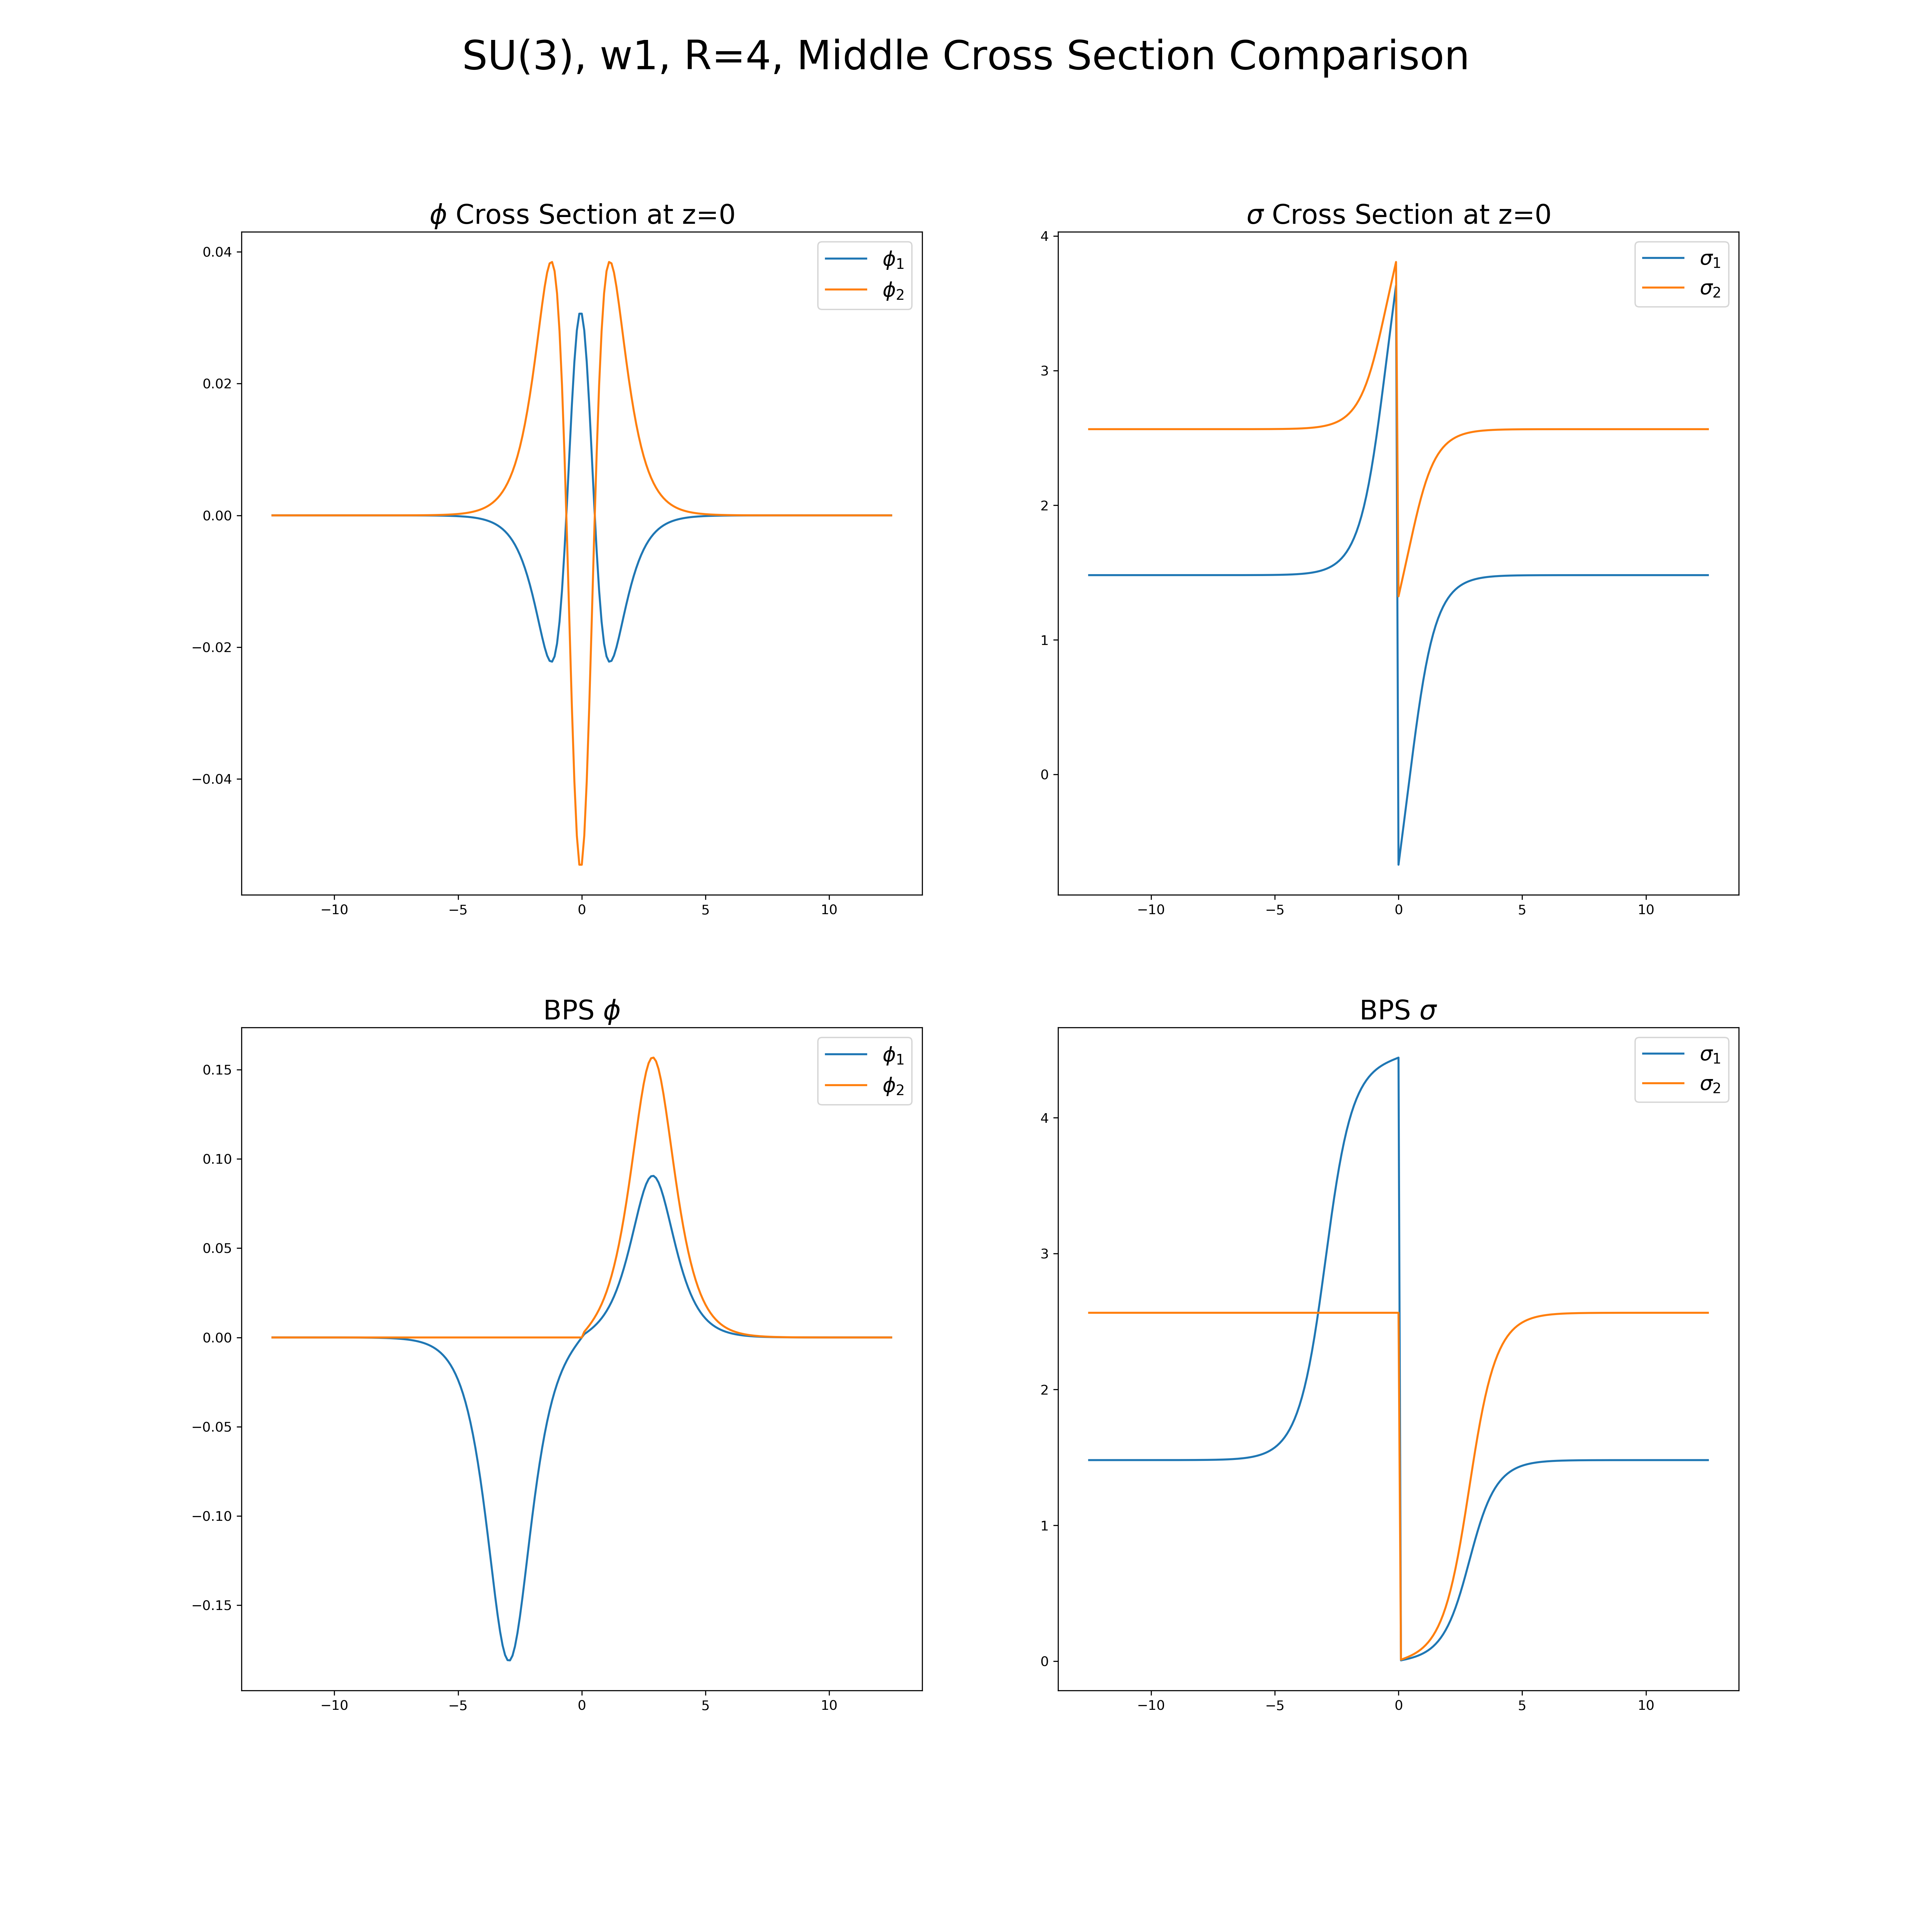 SU(3), w1, R=4, Middle Cross Section Comparison
ϕ Cross Section at z=0
0.04
0.02
0.00
−0.02
−0.04
−10 −5 0 5 10
ϕ1
ϕ2
σ Cross Section at z=0
4
3
2
1
0
−10 −5 0 5 10
σ1
σ2
BPS ϕ
0.15
0.10
0.05
0.00
−0.05
−0.10
−0.15
−10 −5 0 5 10
ϕ1
ϕ2
BPS σ
4
3
2
1
0
−10 −5 0 5 10
σ1
σ2